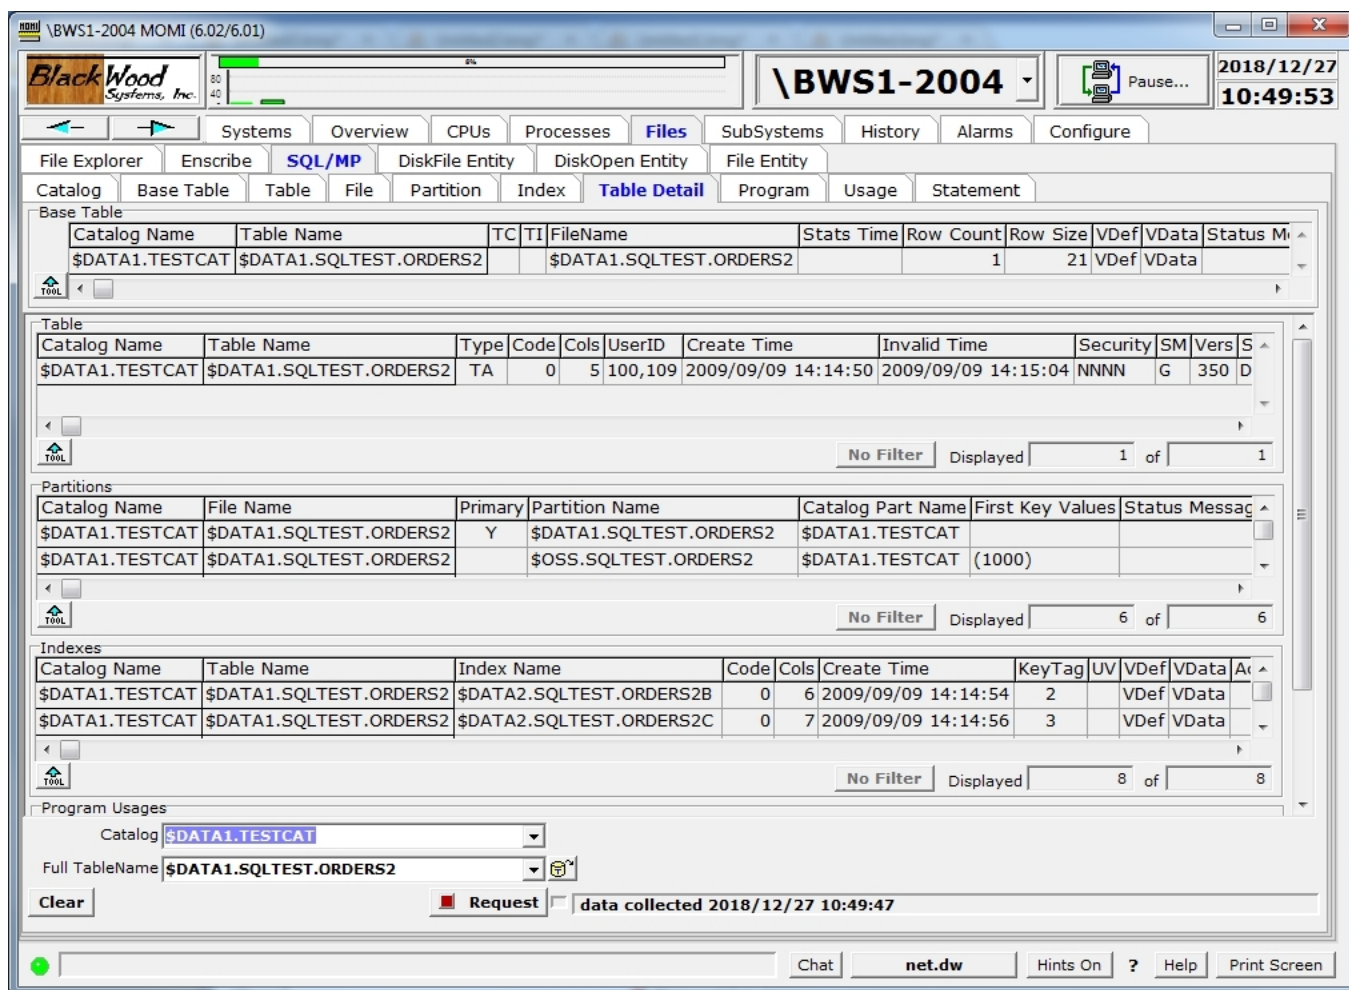 \BWS1-2004 MOMI (6.02/6.01)
BlackWood Systems, Inc.
8%
80
40
\BWS1-2004
Pause...
2018/12/27
10:49:53
Systems Overview CPUs Processes Files SubSystems History Alarms Configure
File Explorer Enscribe SQL/MP DiskFile Entity DiskOpen Entity File Entity
Catalog Base Table Table File Partition Index Table Detail Program Usage Statement
Base Table
Catalog Name Table Name TC TI FileName Stats Time Row Count Row Size VDef VData Status M
$DATA1.TESTCAT $DATA1.SQLTEST.ORDERS2 $DATA1.SQLTEST.ORDERS2 1 21 VDef VData
TOOL
Table
Catalog Name Table Name Type Code Cols UserID Create Time Invalid Time Security SM Vers S
$DATA1.TESTCAT $DATA1.SQLTEST.ORDERS2 TA 0 5 100,109 2009/09/09 14:14:50 2009/09/09 14:15:04 NNNN G 350 D
TOOL
No Filter Displayed 1 of 1
Partitions
Catalog Name File Name Primary Partition Name Catalog Part Name First Key Values Status Messag
$DATA1.TESTCAT $DATA1.SQLTEST.ORDERS2 Y $DATA1.SQLTEST.ORDERS2 $DATA1.TESTCAT
$DATA1.TESTCAT $DATA1.SQLTEST.ORDERS2 $OSS.SQLTEST.ORDERS2 $DATA1.TESTCAT (1000)
TOOL
No Filter Displayed 6 of 6
Indexes
Catalog Name Table Name Index Name Code Cols Create Time KeyTag UV VDef VData A
$DATA1.TESTCAT $DATA1.SQLTEST.ORDERS2 $DATA2.SQLTEST.ORDERS2B 0 6 2009/09/09 14:14:54 2 VDef VData
$DATA1.TESTCAT $DATA1.SQLTEST.ORDERS2 $DATA2.SQLTEST.ORDERS2C 0 7 2009/09/09 14:14:56 3 VDef VData
TOOL
No Filter Displayed 8 of 8
Program Usages
Catalog $DATA1.TESTCAT
Full TableName $DATA1.SQLTEST.ORDERS2
Clear Request data collected 2018/12/27 10:49:47
Chat net.dw Hints On ? Help Print Screen